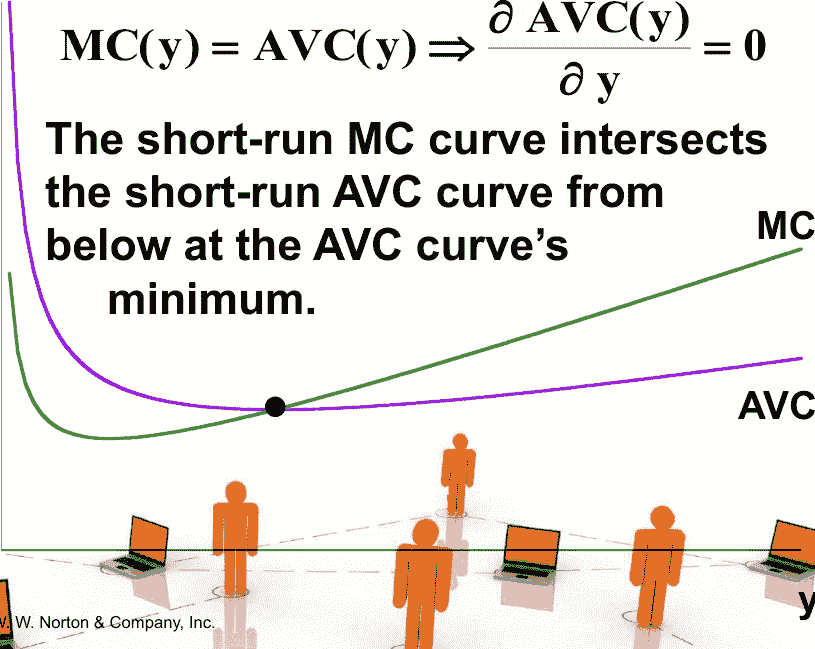 MC(y) = AVC(y) ⇒ ∂ AVC(y) / ∂ y = 0
The short-run MC curve intersects
the short-run AVC curve from
below at the AVC curve’s
minimum.
MC
AVC
y
W. W. Norton & Company, Inc.